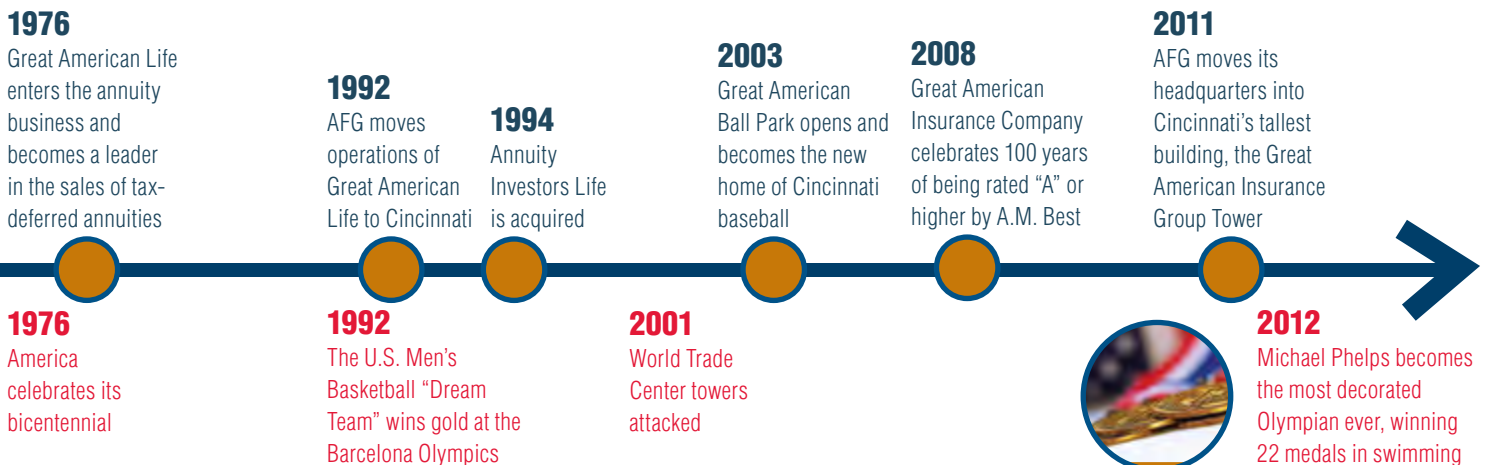 1976
Great American Life
enters the annuity
business and
becomes a leader
in the sales of tax-
deferred annuities
1992
AFG moves
operations of
Great American
Life to Cincinnati
1994
Annuity
Investors Life
is acquired
2003
Great American
Ball Park opens and
becomes the new
home of Cincinnati
baseball
2008
Great American
Insurance Company
celebrates 100 years
of being rated “A” or
higher by A.M. Best
2011
AFG moves its
headquarters into
Cincinnati’s tallest
building, the Great
American Insurance
Group Tower
1976
America
celebrates its
bicentennial
1992
The U.S. Men’s
Basketball “Dream
Team” wins gold at the
Barcelona Olympics
2001
World Trade
Center towers
attacked
2012
Michael Phelps becomes
the most decorated
Olympian ever, winning
22 medals in swimming